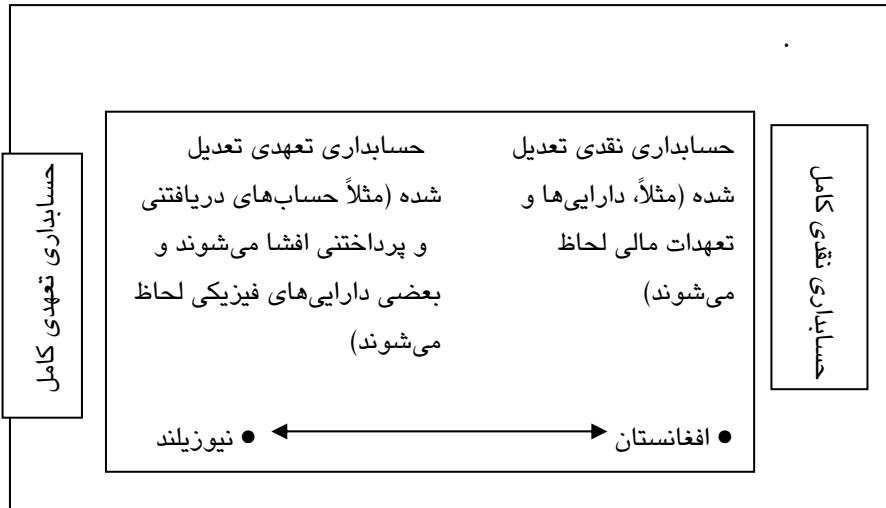 .
حسابداری نقدی کامل
حسابداری نقدی تعدیل
شده (مثلاً، دارایی‌ها و
تعهدات مالی لحاظ
می‌شوند)
حسابداری تعهدی تعدیل
شده (مثلاً حساب‌های دریافتنی
و پرداختنی افشا می‌شوند و
بعضی دارایی‌های فیزیکی لحاظ
می‌شوند)
حسابداری تعهدی کامل
● افغانستان
● نیوزیلند